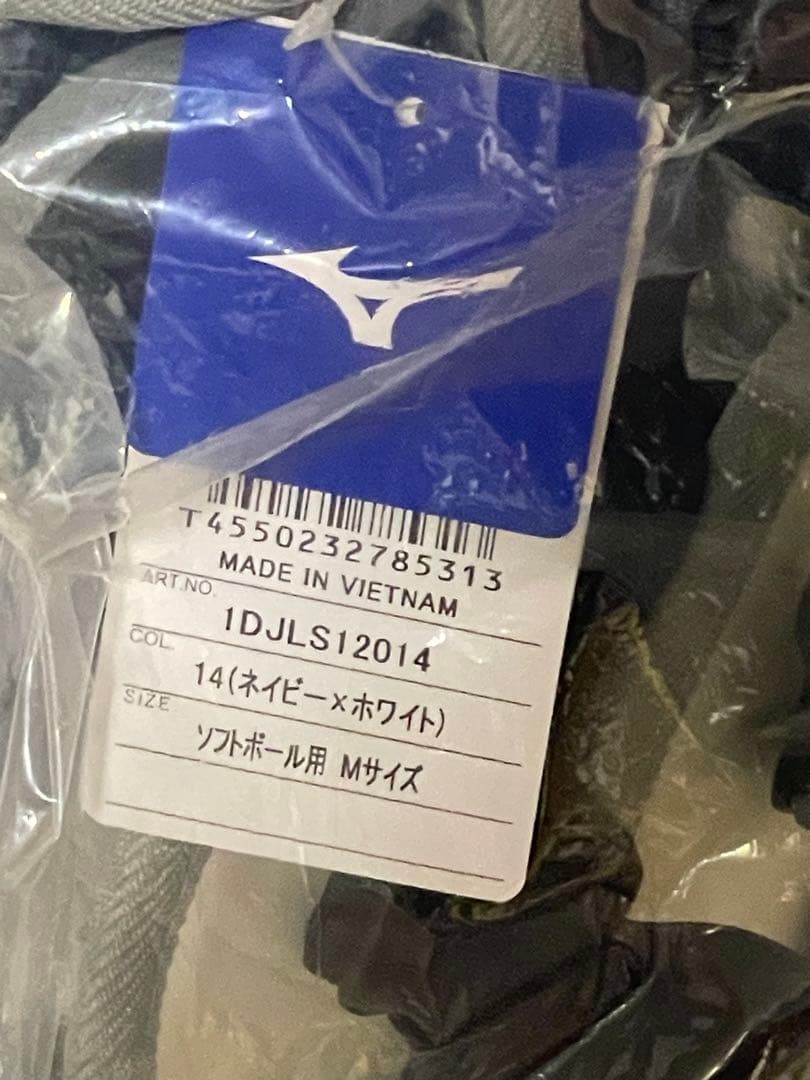 T4550232785313
MADE IN VIETNAM
ART.NO.
1DJLS12014
COL.
14(ネイビー×ホワイト)
SIZE
ソフトボール用 Mサイズ